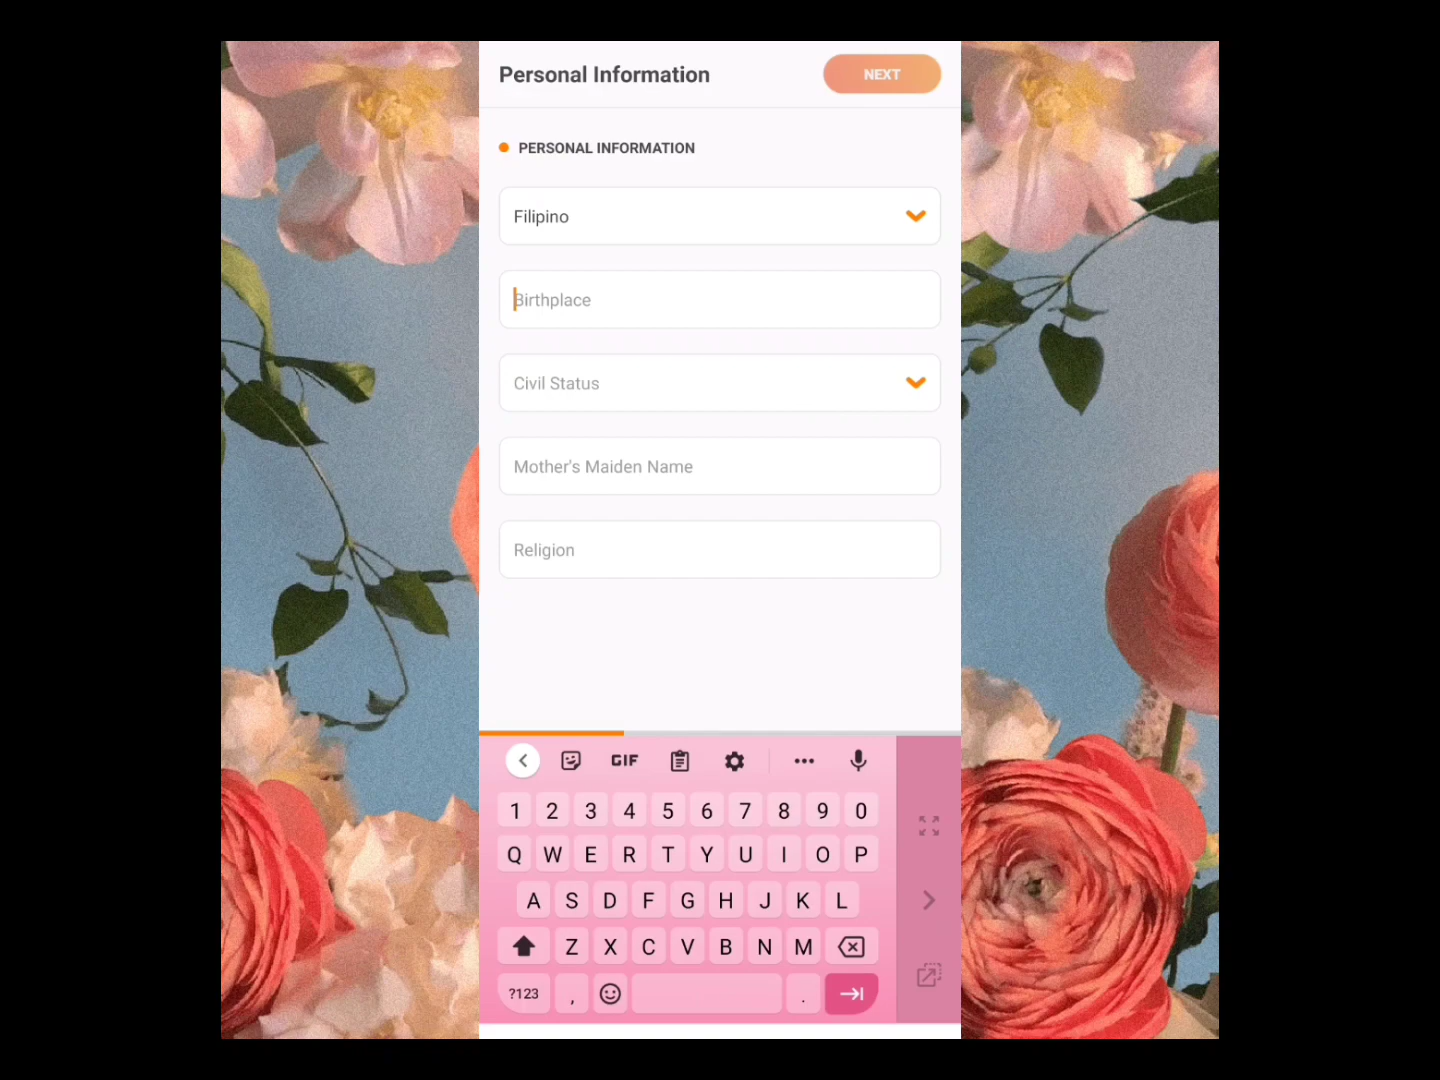 Personal Information
NEXT
PERSONAL INFORMATION
Filipino
Birthplace
Civil Status
Mother's Maiden Name
Religion
GIF
1 2 3 4 5 6 7 8 9 0
Q W E R T Y U I O P
A S D F G H J K L
Z X C V B N M
?123 , .